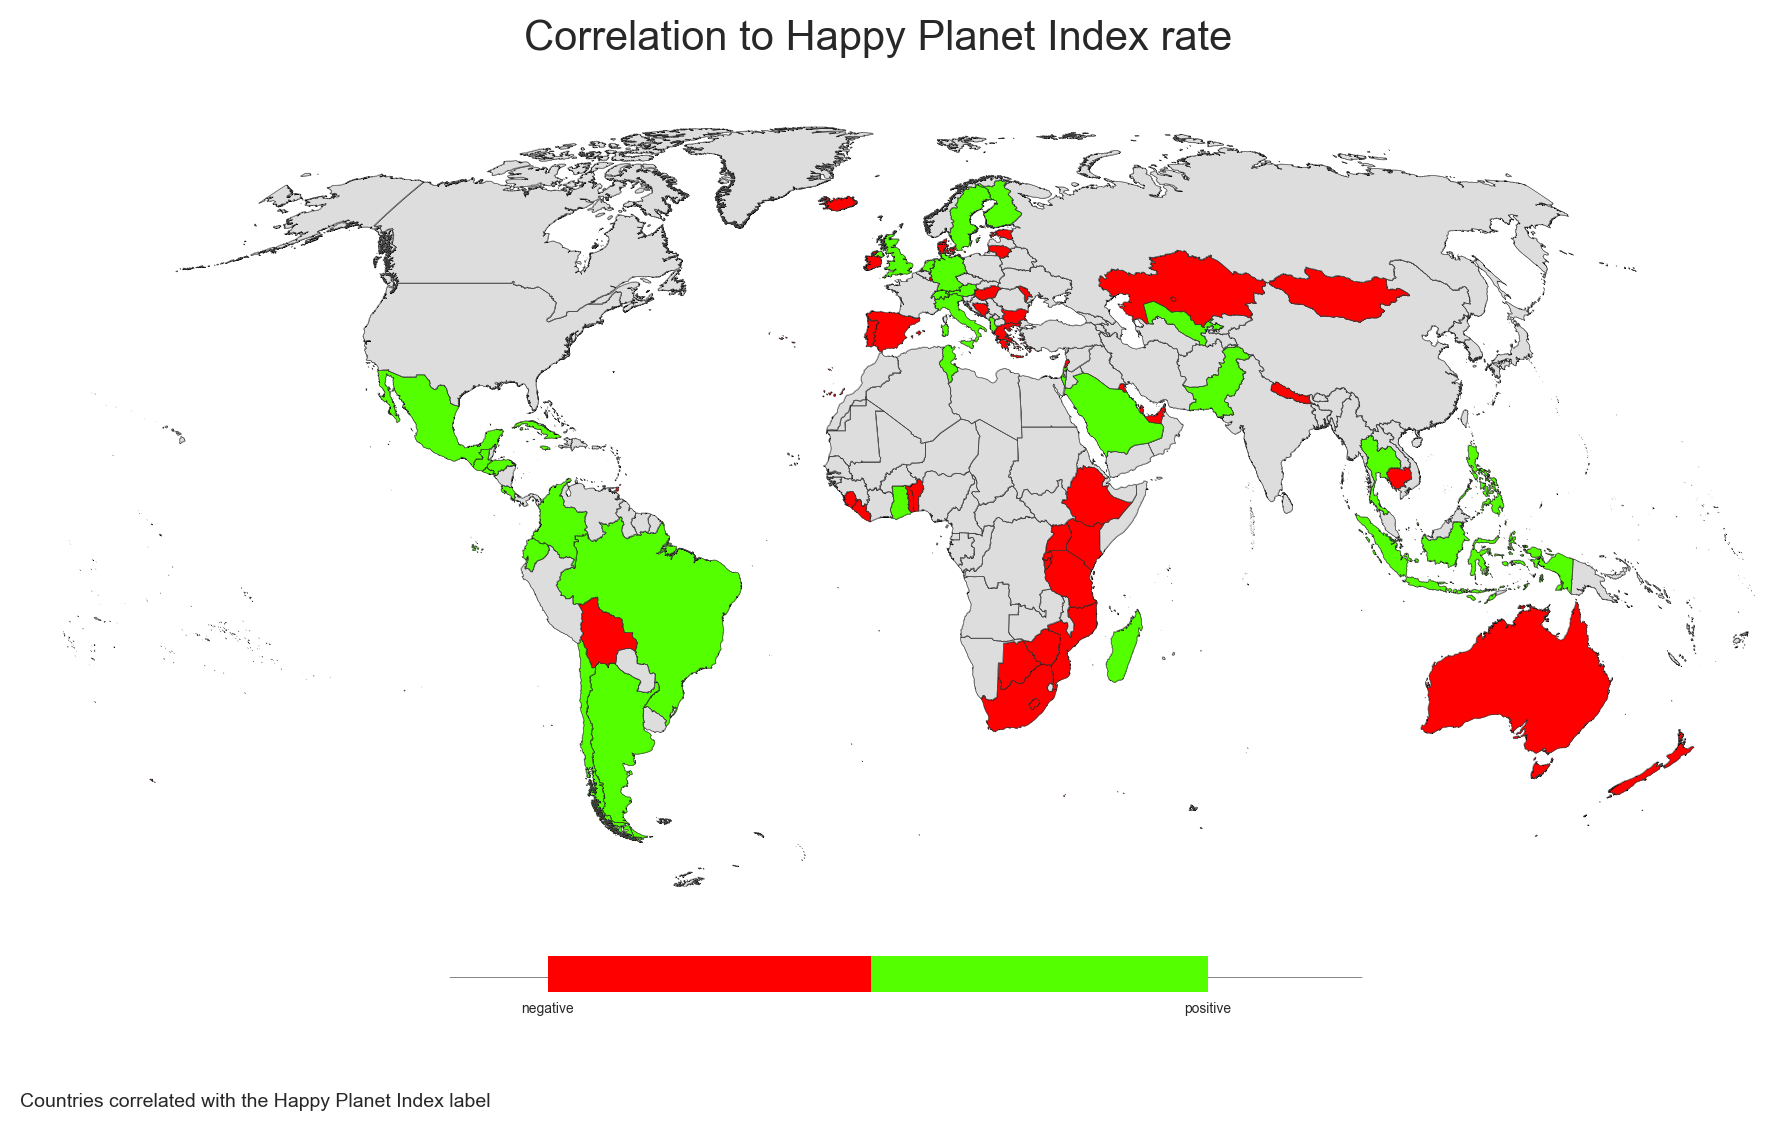 Correlation to Happy Planet Index rate
negative
positive
Countries correlated with the Happy Planet Index label